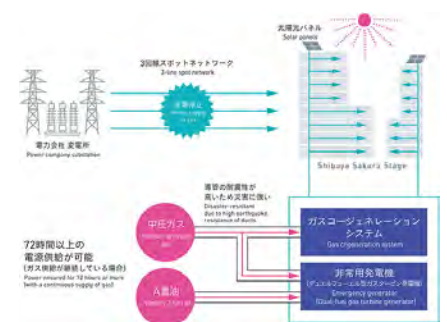 太陽光パネル
Solar panels
3回線スポットネットワーク
3-line spot network
電力会社 変電所
Power company substation
Shibuya Sakura Stage
導管の耐震性が
高いため災害に強い
Disaster-resistant
due to high earthquake
resistance of ducts
中圧ガス
ガスコージェネレーション
システム
Gas cogeneration system
72時間以上の
電源供給が可能
(ガス供給が継続している場合)
Power ensured for 72 hours or more
(with a continuous supply of gas)
A重油
非常用発電機
(デュアルフューエル型ガスタービン発電機)
Emergency generator
(Dual fuel gas turbine generator)